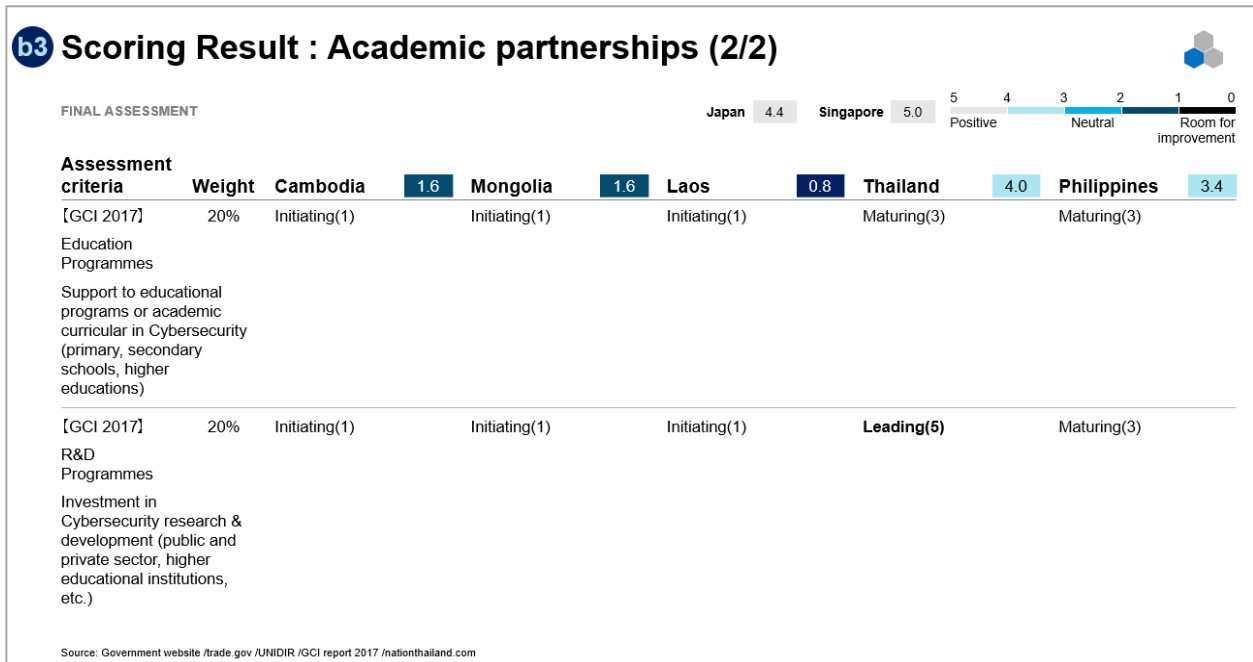 b3 Scoring Result : Academic partnerships (2/2)
FINAL ASSESSMENT
Japan 4.4 Singapore 5.0
5 4 3 2 1 0
Positive Neutral Room for
improvement
Assessment
criteria Weight Cambodia 1.6 Mongolia 1.6 Laos 0.8 Thailand 4.0 Philippines 3.4
【GCI 2017】 20% Initiating(1) Initiating(1) Initiating(1) Maturing(3) Maturing(3)
Education
Programmes
Support to educational
programs or academic
curricular in Cybersecurity
(primary, secondary
schools, higher
educations)
【GCI 2017】 20% Initiating(1) Initiating(1) Initiating(1) Leading(5) Maturing(3)
R&D
Programmes
Investment in
Cybersecurity research &
development (public and
private sector, higher
educational institutions,
etc.)
Source: Government website /trade.gov /UNIDIR /GCI report 2017 /nationthailand.com